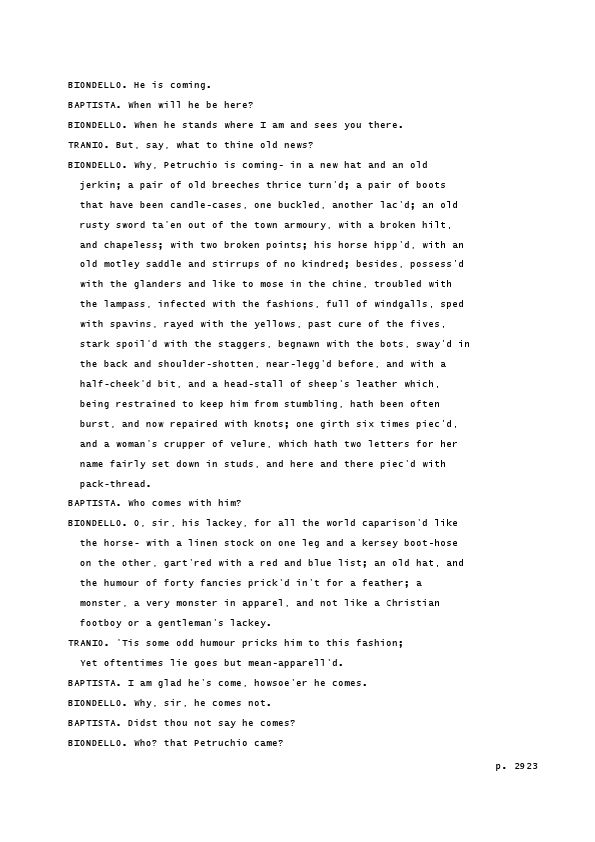 BIONDELLO. He is coming.
BAPTISTA. When will he be here?
BIONDELLO. When he stands where I am and sees you there.
TRANIO. But, say, what to thine old news?
BIONDELLO. Why, Petruchio is coming- in a new hat and an old
jerkin; a pair of old breeches thrice turn'd; a pair of boots
that have been candle-cases, one buckled, another lac'd; an old
rusty sword ta'en out of the town armoury, with a broken hilt,
and chapeless; with two broken points; his horse hipp'd, with an
old motley saddle and stirrups of no kindred; besides, possess'd
with the glanders and like to mose in the chine, troubled with
the lampass, infected with the fashions, full of windgalls, sped
with spavins, rayed with the yellows, past cure of the fives,
stark spoil'd with the staggers, begnawn with the bots, sway'd in
the back and shoulder-shotten, near-legg'd before, and with a
half-cheek'd bit, and a head-stall of sheep's leather which,
being restrained to keep him from stumbling, hath been often
burst, and now repaired with knots; one girth six times piec'd,
and a woman's crupper of velure, which hath two letters for her
name fairly set down in studs, and here and there piec'd with
pack-thread.
BAPTISTA. Who comes with him?
BIONDELLO. O, sir, his lackey, for all the world caparison'd like
the horse- with a linen stock on one leg and a kersey boot-hose
on the other, gart'red with a red and blue list; an old hat, and
the humour of forty fancies prick'd in't for a feather; a
monster, a very monster in apparel, and not like a Christian
footboy or a gentleman's lackey.
TRANIO. 'Tis some odd humour pricks him to this fashion;
Yet oftentimes lie goes but mean-apparell'd.
BAPTISTA. I am glad he's come, howsoe'er he comes.
BIONDELLO. Why, sir, he comes not.
BAPTISTA. Didst thou not say he comes?
BIONDELLO. Who? that Petruchio came?
p. 2923